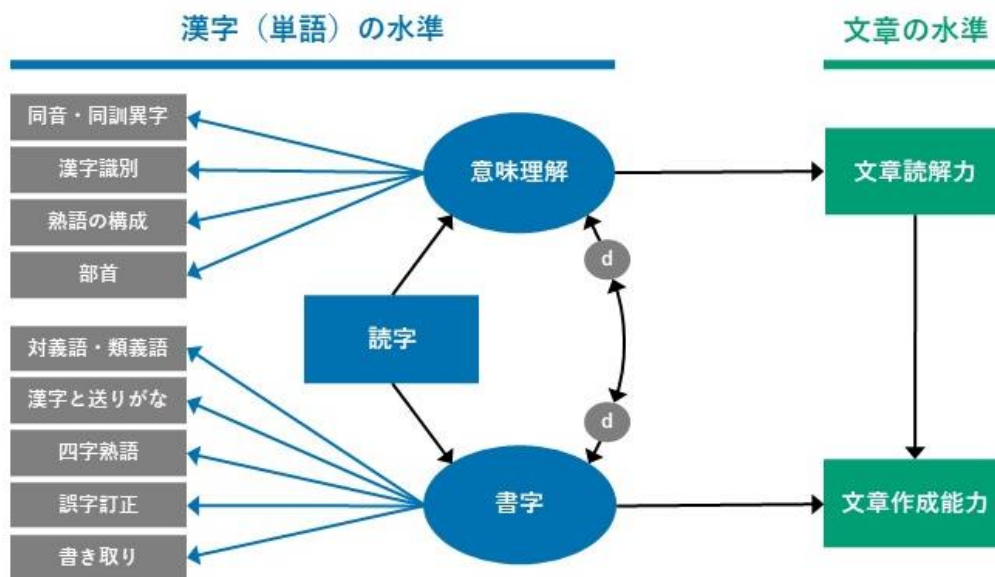 漢字（単語）の水準
文章の水準
同音・同訓異字
漢字識別
熟語の構成
部首
対義語・類義語
漢字と送りがな
四字熟語
誤字訂正
書き取り
意味理解
読字
書字
d
d
文章読解力
文章作成能力